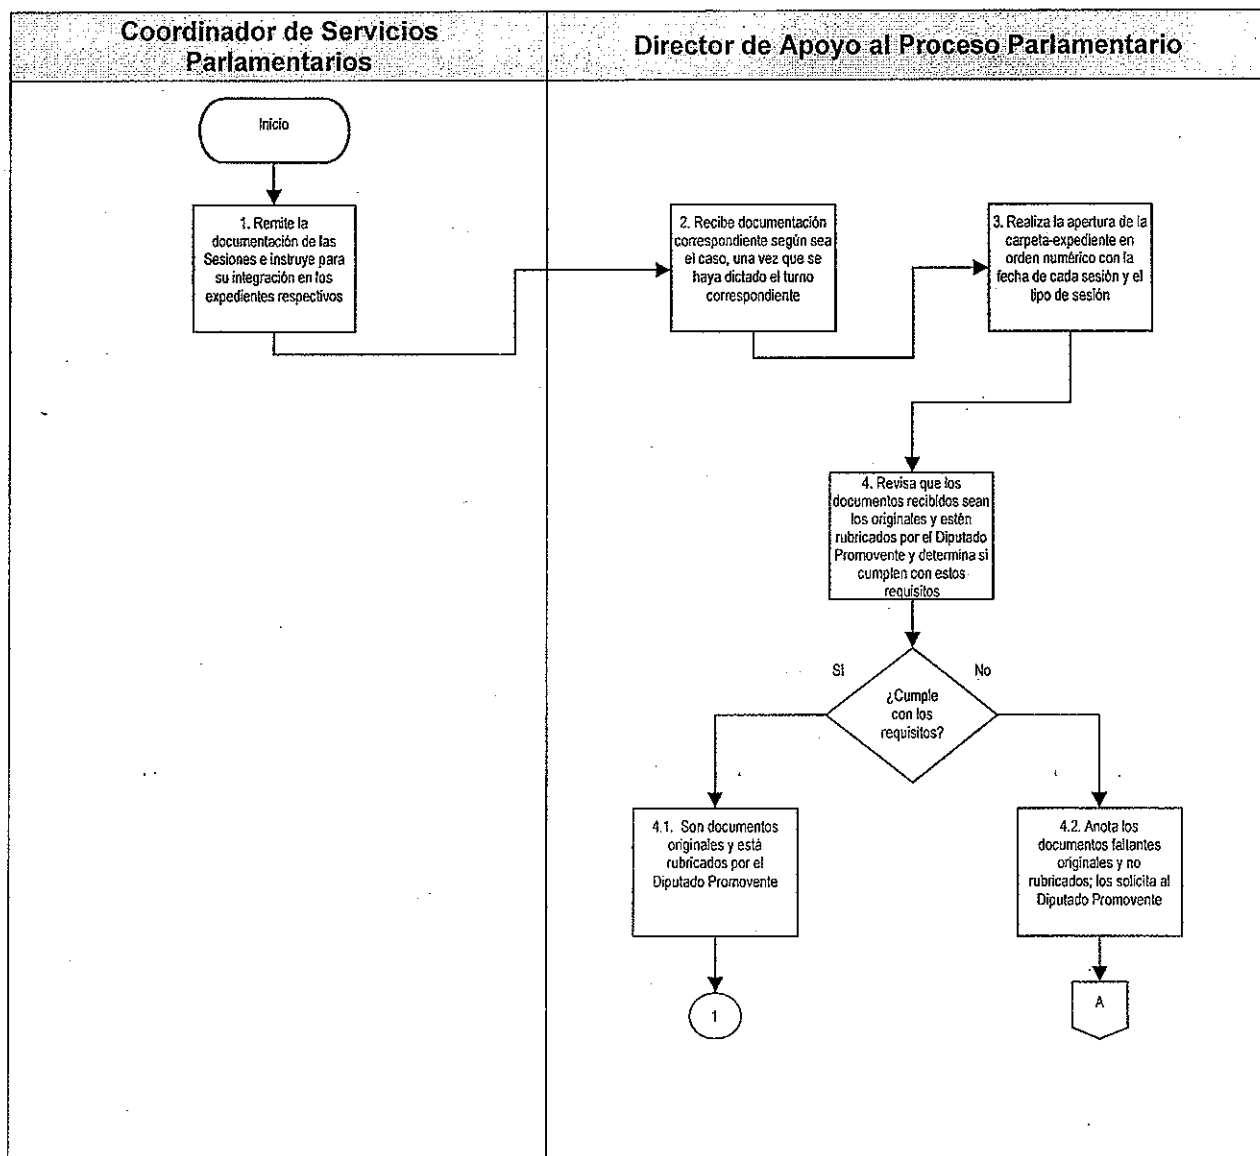 Coordinador de Servicios
Parlamentarios
Director de Apoyo al Proceso Parlamentario
Inicio
1. Remite la
documentación de las
Sesiones e instruye para
su integración en los
expedientes respectivos
2. Recibe documentación
correspondiente según sea
el caso, una vez que se
haya dictado el turno
correspondiente
3. Realiza la apertura de la
carpeta-expediente en
orden numérico con la
fecha de cada sesión y el
tipo de sesión
4. Revisa que los
documentos recibidos sean
los originales y estén
rubricados por el Diputado
Promovente y determina si
cumplen con estos
requisitos
Sí
No
¿Cumple
con los
requisitos?
4.1. Son documentos
originales y está
rubricados por el
Diputado Promovente
4.2. Anota los
documentos faltantes
originales y no
rubricados; los solicita al
Diputado Promovente
1
A